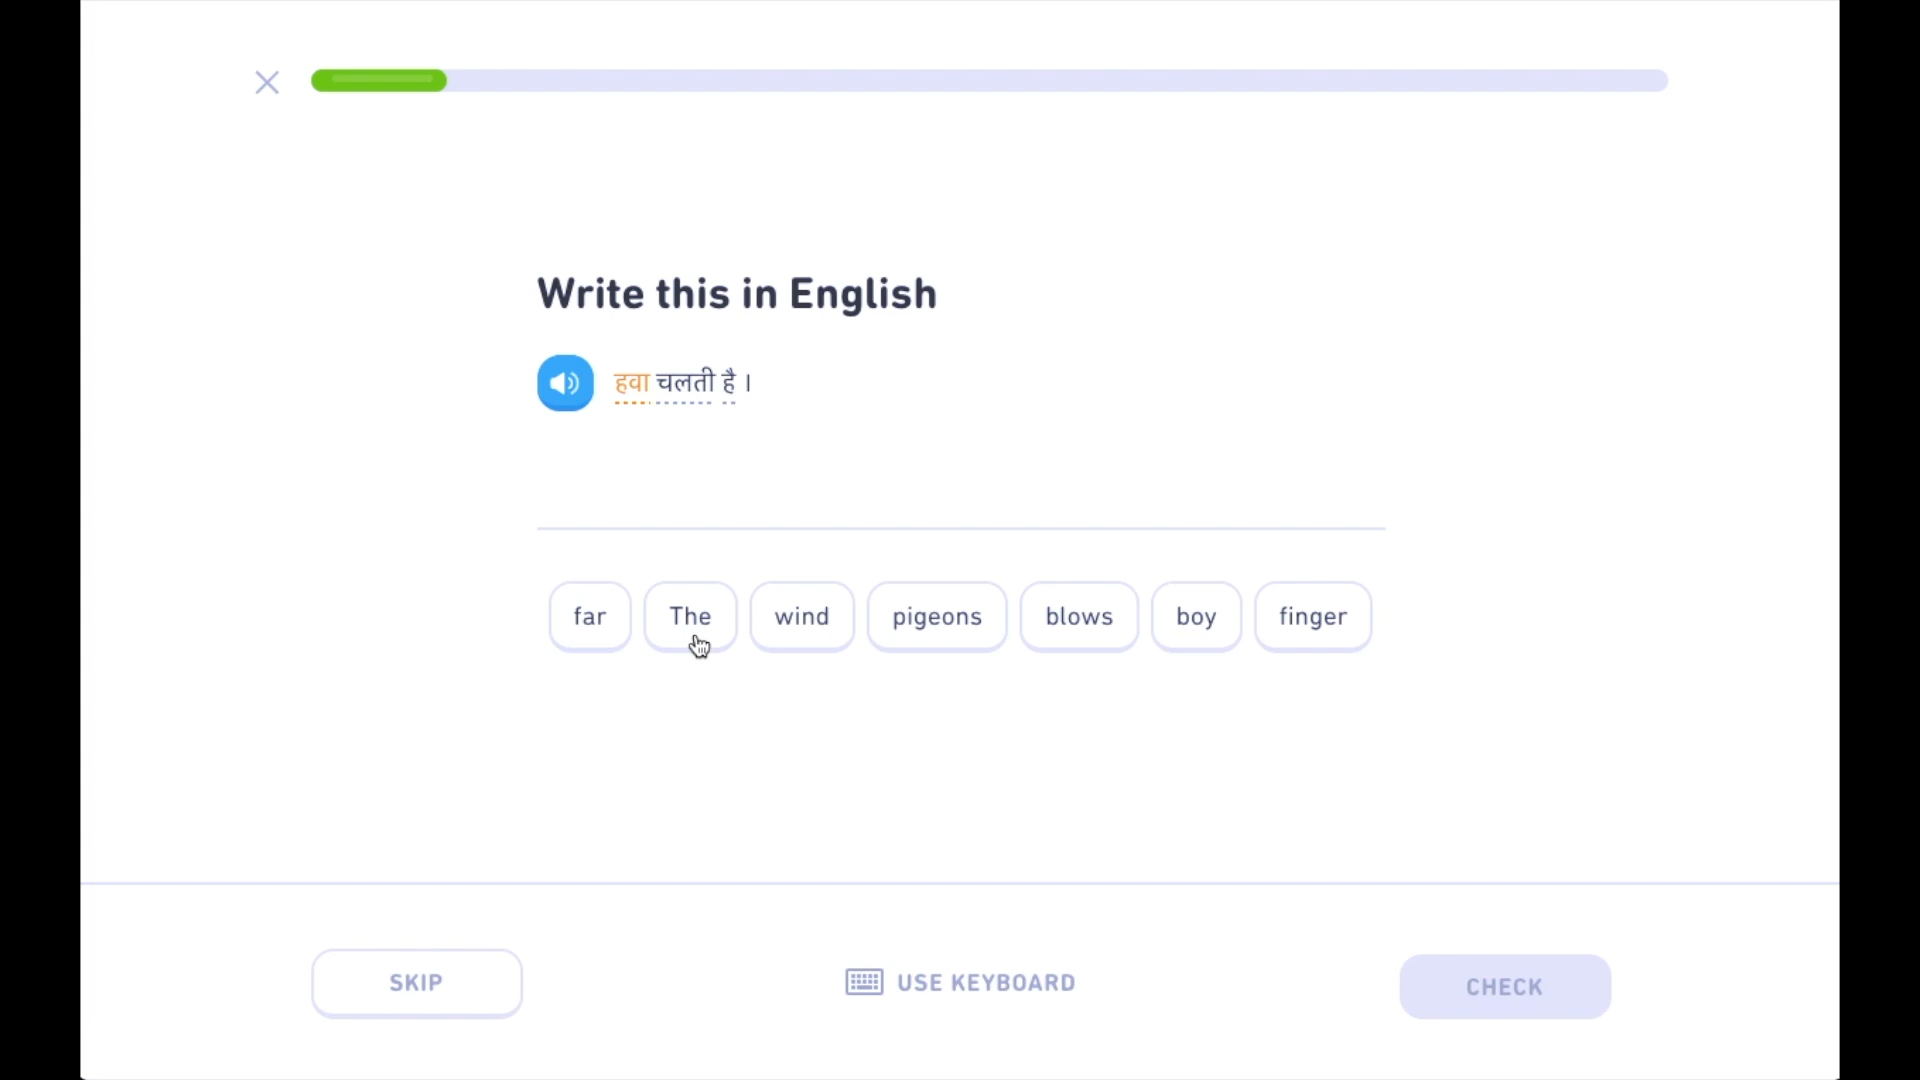 Write this in English
हवा चलती है ।
far The wind pigeons blows boy finger
SKIP USE KEYBOARD CHECK